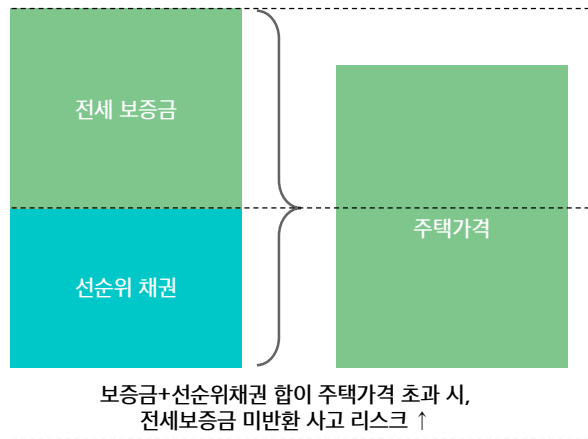 전세 보증금
주택가격
선순위 채권
보증금+선순위채권 합이 주택가격 초과 시,
전세보증금 미반환 사고 리스크 ↑